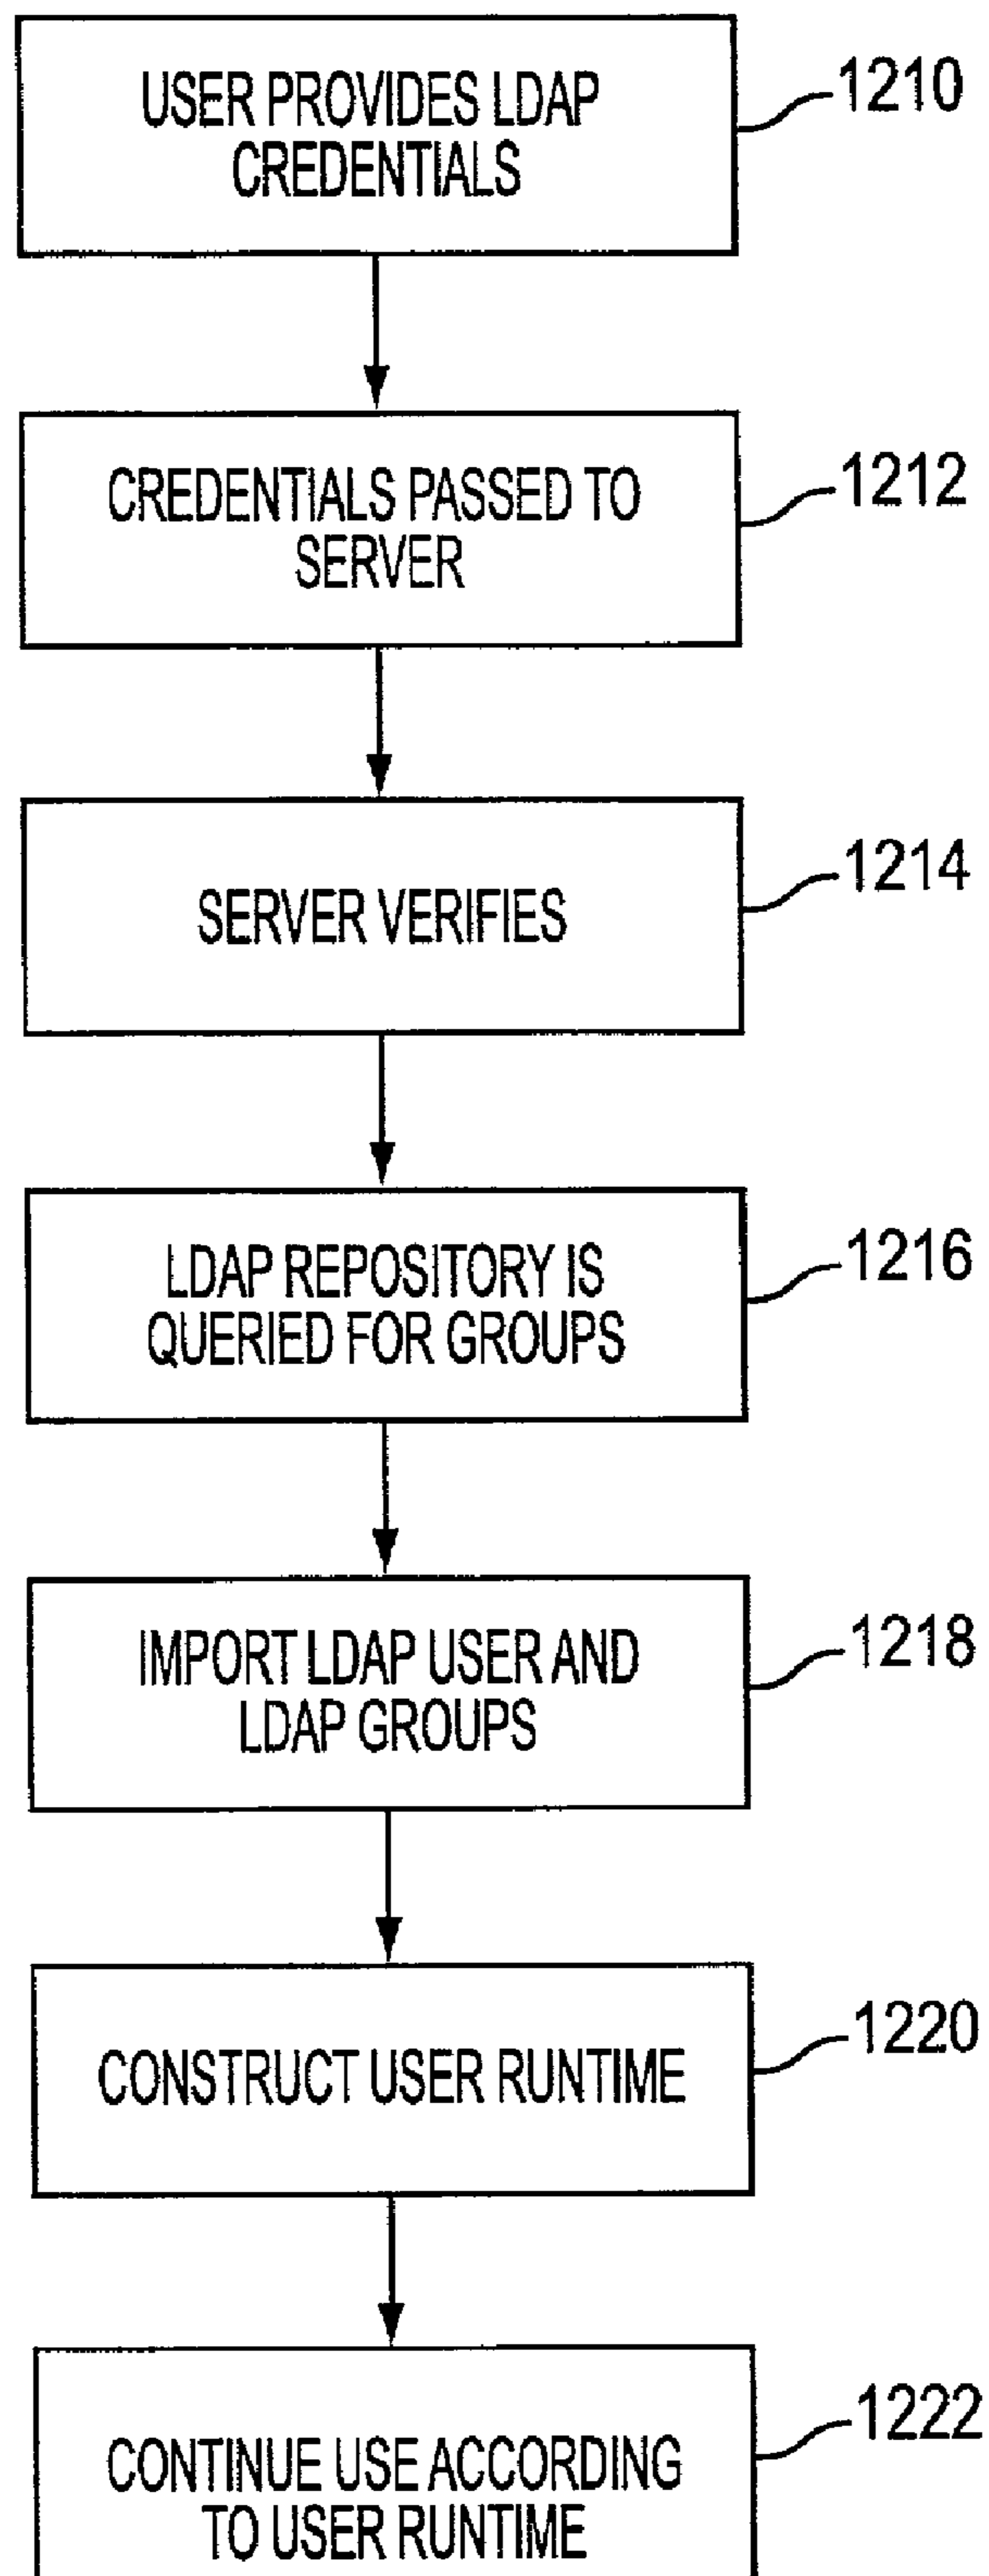 USER PROVIDES LDAP
CREDENTIALS
1210
CREDENTIALS PASSED TO
SERVER
1212
SERVER VERIFIES
1214
LDAP REPOSITORY IS
QUERIED FOR GROUPS
1216
IMPORT LDAP USER AND
LDAP GROUPS
1218
CONSTRUCT USER RUNTIME
1220
CONTINUE USE ACCORDING
TO USER RUNTIME
1222